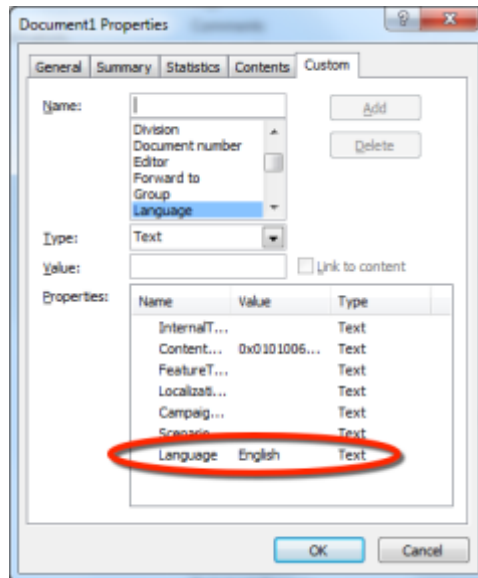 Document1 Properties
General Summary Statistics Contents Custom
Name:
Add
Division
Document number
Delete
Editor
Forward to
Group
Language
Type: Text
Value: Link to content
Properties: Name Value Type
InternalT... Text
Content... 0x0101006... Text
FeatureT... Text
Localizati... Text
Campaig... Text
Scenario Text
Language English Text
OK Cancel